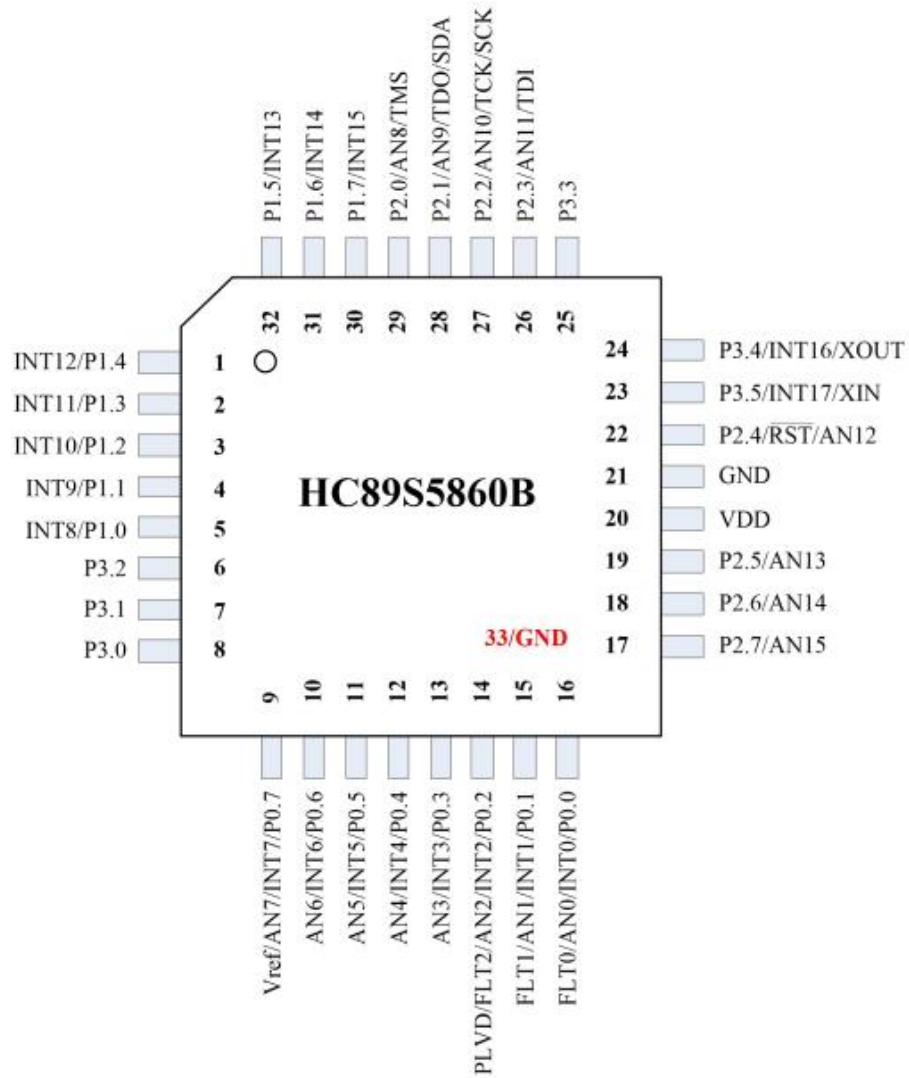 P1.5/INT13
P1.6/INT14
P1.7/INT15
P2.0/AN8/TMS
P2.1/AN9/TDO/SDA
P2.2/AN10/TCK/SCK
P2.3/AN11/TDI
P3.3
32
31
30
29
28
27
26
25
INT12/P1.4
1
INT11/P1.3
2
INT10/P1.2
3
INT9/P1.1
4
INT8/P1.0
5
P3.2
6
P3.1
7
P3.0
8
HC89S5860B
24
P3.4/INT16/XOUT
23
P3.5/INT17/XIN
22
P2.4/RST/AN12
21
GND
20
VDD
19
P2.5/AN13
18
P2.6/AN14
17
P2.7/AN15
33/GND
9
10
11
12
13
14
15
16
Vref/AN7/INT7/P0.7
AN6/INT6/P0.6
AN5/INT5/P0.5
AN4/INT4/P0.4
AN3/INT3/P0.3
PLVD/FLT2/AN2/INT2/P0.2
FLT1/AN1/INT1/P0.1
FLT0/AN0/INT0/P0.0